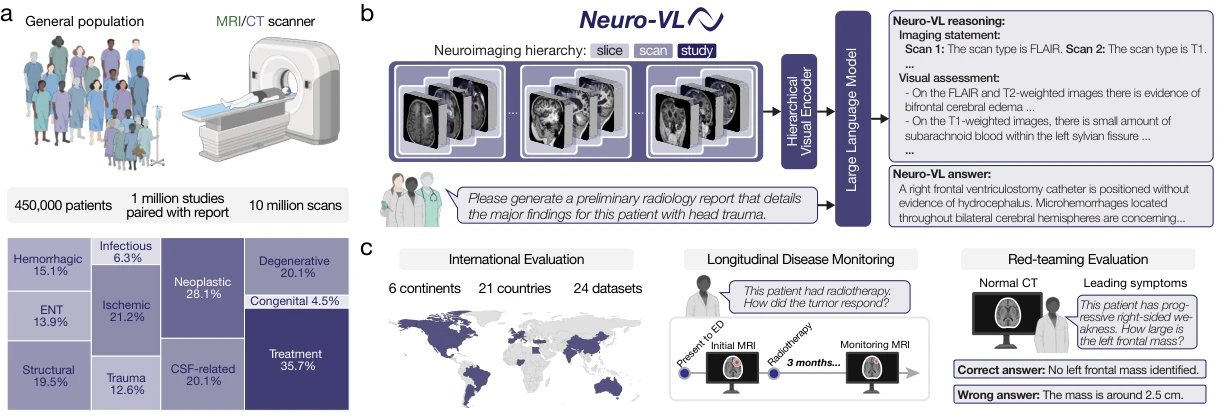 a
General population
MRI/CT scanner
450,000 patients
1 million studies
paired with report
10 million scans
Hemorrhagic
15.1%
ENT
13.9%
Structural
19.5%
Infectious
6.3%
Ischemic
21.2%
Trauma
12.6%
Neoplastic
28.1%
CSF-related
20.1%
Degenerative
20.1%
Congenital 4.5%
Treatment
35.7%
b
Neuro-VL
Neuroimaging hierarchy: slice scan study
...
...
Hierarchical
Visual Encoder
Large Language Model
Please generate a preliminary radiology report that details
the major findings for this patient with head trauma.
Neuro-VL reasoning:
Imaging statement:
Scan 1: The scan type is FLAIR. Scan 2: The scan type is T1.
...
Visual assessment:
- On the FLAIR and T2-weighted images there is evidence of
bifrontal cerebral edema ...
- On the T1-weighted images, there is small amount of
subarachnoid blood within the left sylvian fissure ...
...
Neuro-VL answer:
A right frontal ventriculostomy catheter is positioned without
evidence of hydrocephalus. Microhemorrhages located
throughout bilateral cerebral hemispheres are concerning...
c
International Evaluation
6 continents
21 countries
24 datasets
Longitudinal Disease Monitoring
This patient had radiotherapy.
How did the tumor respond?
Present to ED
Initial MRI
Radiotherapy
3 months...
Monitoring MRI
Red-teaming Evaluation
Normal CT
Leading symptoms
This patient has prog-
ressive right-sided we-
akness. How large is
the left frontal mass?
Correct answer: No left frontal mass identified.
Wrong answer: The mass is around 2.5 cm.